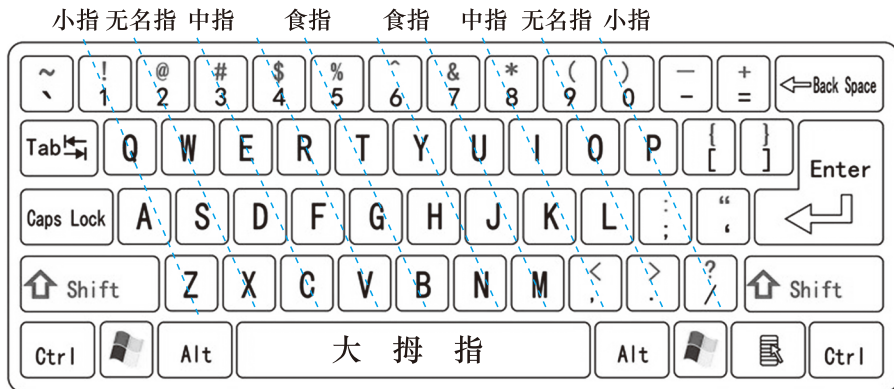 小指 无名指 中指 食指 食指 中指 无名指 小指
~ ! @ # $ % ^ & * ( ) — +
` 1 2 3 4 5 6 7 8 9 0 - = Back Space
Tab Q W E R T Y U I O P { [ } ] Enter
Caps Lock A S D F G H J K L : ; “ ‘
Shift Z X C V B N M < , > . ? / Shift
Ctrl Alt 大拇指 Alt Ctrl